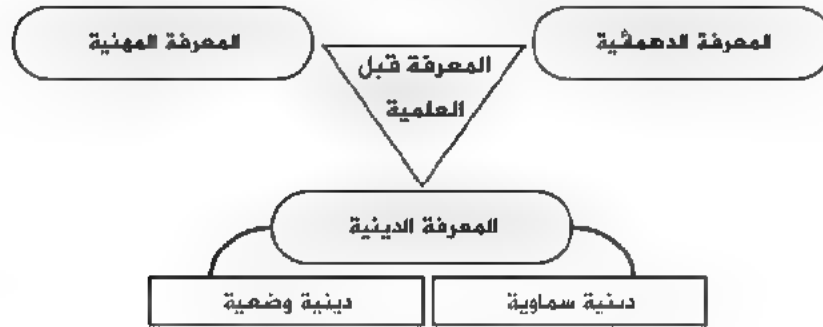 المعرفة الدهمائية
المعرفة المهنية
المعرفة قبل
العلمية
المعرفة الدينية
دينية سماوية
دينية وضعية